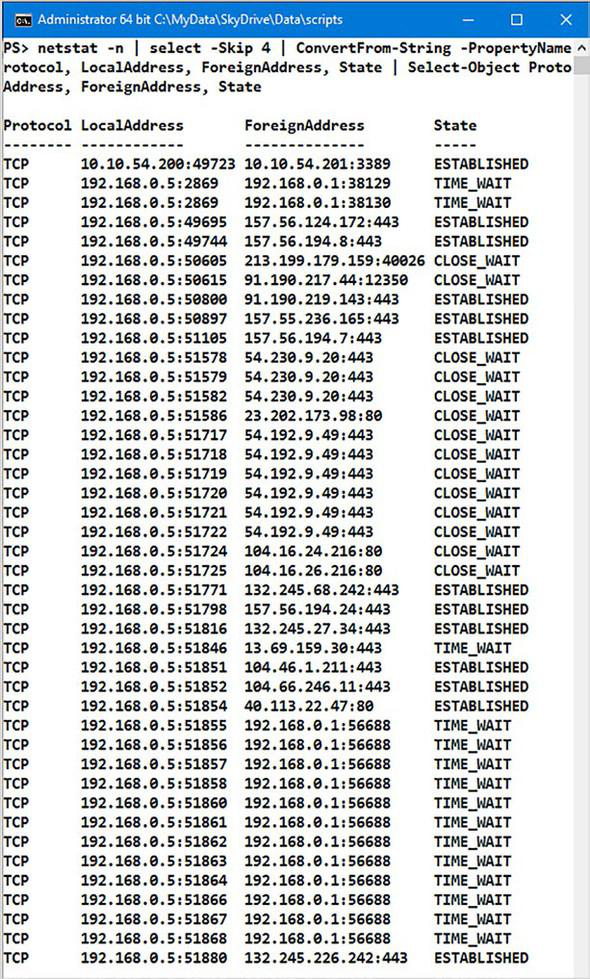 Administrator 64 bit C:\MyData\SkyDrive\Data\scripts
PS> netstat -n | select -Skip 4 | ConvertFrom-String -PropertyName
rotocol, LocalAddress, ForeignAddress, State | Select-Object Proto
Address, ForeignAddress, State
Protocol LocalAddress ForeignAddress State
-------- ------------ -------------- -----
TCP 10.10.54.200:49723 10.10.54.201:3389 ESTABLISHED
TCP 192.168.0.5:2869 192.168.0.1:38129 TIME_WAIT
TCP 192.168.0.5:2869 192.168.0.1:38130 TIME_WAIT
TCP 192.168.0.5:49695 157.56.124.172:443 ESTABLISHED
TCP 192.168.0.5:49744 157.56.194.8:443 ESTABLISHED
TCP 192.168.0.5:50605 213.199.179.159:40026 CLOSE_WAIT
TCP 192.168.0.5:50615 91.190.217.44:12350 CLOSE_WAIT
TCP 192.168.0.5:50800 91.190.219.143:443 ESTABLISHED
TCP 192.168.0.5:50897 157.55.236.165:443 ESTABLISHED
TCP 192.168.0.5:51105 157.56.194.7:443 ESTABLISHED
TCP 192.168.0.5:51578 54.230.9.20:443 CLOSE_WAIT
TCP 192.168.0.5:51579 54.230.9.20:443 CLOSE_WAIT
TCP 192.168.0.5:51582 54.230.9.20:443 CLOSE_WAIT
TCP 192.168.0.5:51586 23.202.173.98:80 CLOSE_WAIT
TCP 192.168.0.5:51717 54.192.9.49:443 CLOSE_WAIT
TCP 192.168.0.5:51718 54.192.9.49:443 CLOSE_WAIT
TCP 192.168.0.5:51719 54.192.9.49:443 CLOSE_WAIT
TCP 192.168.0.5:51720 54.192.9.49:443 CLOSE_WAIT
TCP 192.168.0.5:51721 54.192.9.49:443 CLOSE_WAIT
TCP 192.168.0.5:51722 54.192.9.49:443 CLOSE_WAIT
TCP 192.168.0.5:51724 104.16.24.216:80 CLOSE_WAIT
TCP 192.168.0.5:51725 104.16.26.216:80 CLOSE_WAIT
TCP 192.168.0.5:51771 132.245.68.242:443 ESTABLISHED
TCP 192.168.0.5:51798 157.56.194.24:443 ESTABLISHED
TCP 192.168.0.5:51816 132.245.27.34:443 ESTABLISHED
TCP 192.168.0.5:51846 13.69.159.30:443 TIME_WAIT
TCP 192.168.0.5:51851 104.46.1.211:443 ESTABLISHED
TCP 192.168.0.5:51852 104.66.246.11:443 ESTABLISHED
TCP 192.168.0.5:51854 40.113.22.47:80 ESTABLISHED
TCP 192.168.0.5:51855 192.168.0.1:56688 TIME_WAIT
TCP 192.168.0.5:51856 192.168.0.1:56688 TIME_WAIT
TCP 192.168.0.5:51857 192.168.0.1:56688 TIME_WAIT
TCP 192.168.0.5:51858 192.168.0.1:56688 TIME_WAIT
TCP 192.168.0.5:51860 192.168.0.1:56688 TIME_WAIT
TCP 192.168.0.5:51861 192.168.0.1:56688 TIME_WAIT
TCP 192.168.0.5:51862 192.168.0.1:56688 TIME_WAIT
TCP 192.168.0.5:51863 192.168.0.1:56688 TIME_WAIT
TCP 192.168.0.5:51864 192.168.0.1:56688 TIME_WAIT
TCP 192.168.0.5:51866 192.168.0.1:56688 TIME_WAIT
TCP 192.168.0.5:51867 192.168.0.1:56688 TIME_WAIT
TCP 192.168.0.5:51868 192.168.0.1:56688 TIME_WAIT
TCP 192.168.0.5:51880 132.245.226.242:443 ESTABLISHED